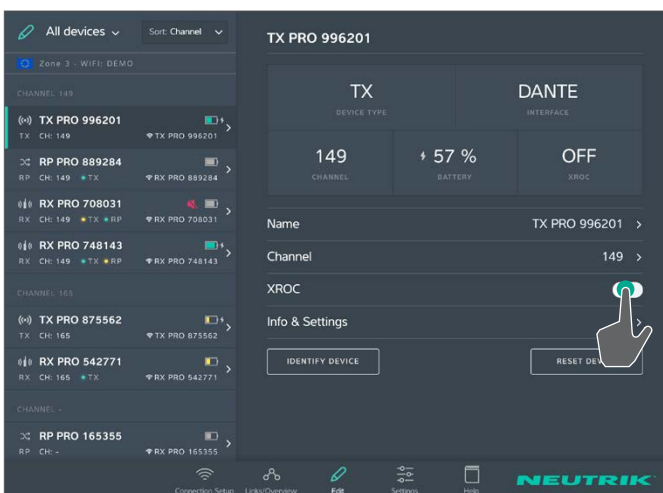 All devices
Sort: Channel
Zone 3 - WIFI: DEMO
CHANNEL 149
TX PRO 996201
TX CH: 149 TX PRO 996201
RP PRO 889284
RP CH: 149 TX RP PRO 889284
RX PRO 708031
RX CH: 149 TX RP RX PRO 708031
RX PRO 748143
RX CH: 149 TX RP RX PRO 748143
CHANNEL 165
TX PRO 875562
TX CH: 165 TX PRO 875562
RX PRO 542771
RX CH: 165 TX RX PRO 542771
CHANNEL -
RP PRO 165355
RP CH: - RX PRO 165355
TX PRO 996201
TX DANTE
DEVICE TYPE INTERFACE
149 57 % OFF
CHANNEL BATTERY XROC
Name TX PRO 996201
Channel 149
XROC
Info & Settings
IDENTIFY DEVICE RESET
Connection Setup Links/Overview Edit Settings Help
NEUTRIK